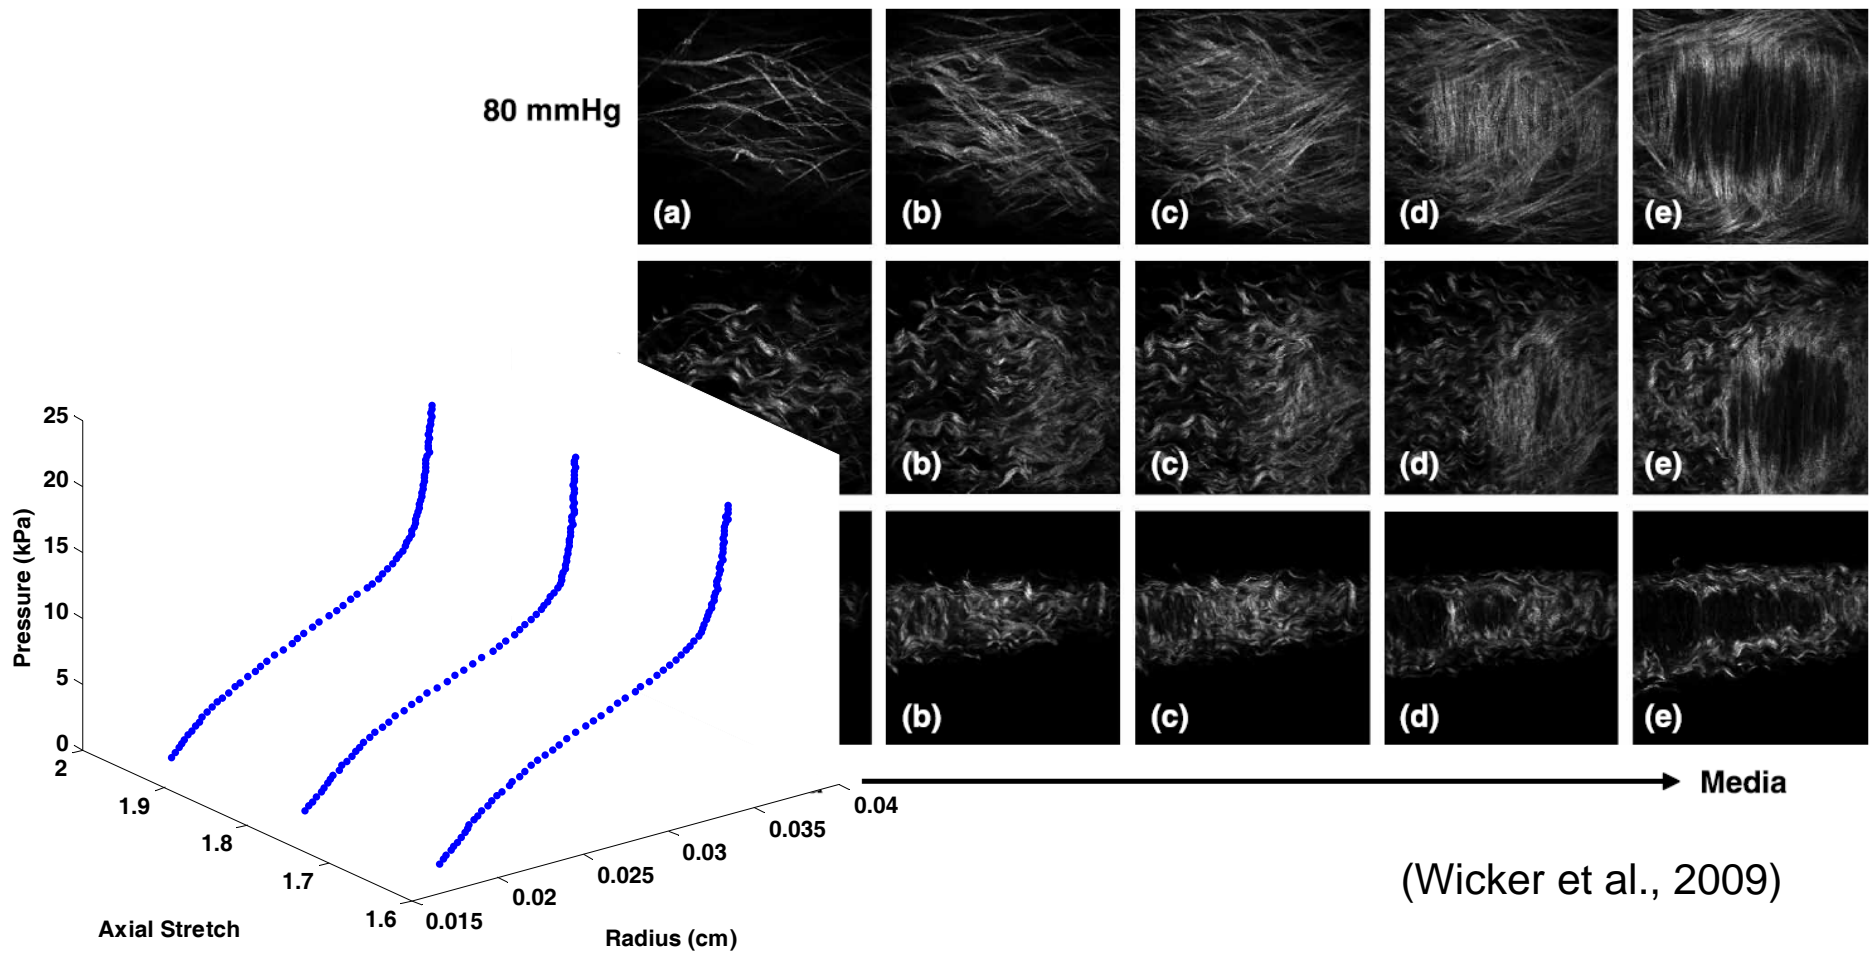 80 mmHg
(a)
(b)
(c)
(d)
(e)
(b)
(c)
(d)
(e)
(b)
(c)
(d)
(e)
Media
(Wicker et al., 2009)
25
20
15
10
5
0
Pressure (kPa)
2
1.9
1.8
1.7
1.6
Axial Stretch
0.015
0.02
0.025
0.03
0.035
0.04
Radius (cm)